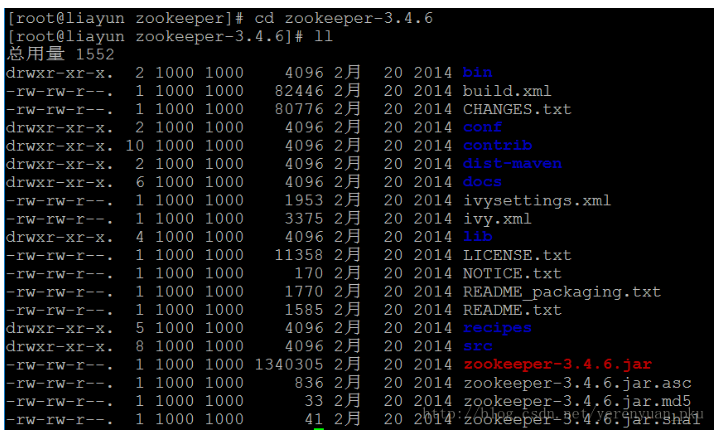 [root@liayun zookeeper]# cd zookeeper-3.4.6
[root@liayun zookeeper-3.4.6]# ll
总用量 1552
drwxr-xr-x. 2 1000 1000 4096 2月 20 2014 bin
-rw-rw-r--. 1 1000 1000 82446 2月 20 2014 build.xml
-rw-rw-r--. 1 1000 1000 80776 2月 20 2014 CHANGES.txt
drwxr-xr-x. 2 1000 1000 4096 2月 20 2014 conf
drwxr-xr-x. 10 1000 1000 4096 2月 20 2014 contrib
drwxr-xr-x. 2 1000 1000 4096 2月 20 2014 dist-maven
drwxr-xr-x. 6 1000 1000 4096 2月 20 2014 docs
-rw-rw-r--. 1 1000 1000 1953 2月 20 2014 ivysettings.xml
-rw-rw-r--. 1 1000 1000 3375 2月 20 2014 ivy.xml
drwxr-xr-x. 4 1000 1000 4096 2月 20 2014 lib
-rw-rw-r--. 1 1000 1000 11358 2月 20 2014 LICENSE.txt
-rw-rw-r--. 1 1000 1000 170 2月 20 2014 NOTICE.txt
-rw-rw-r--. 1 1000 1000 1770 2月 20 2014 README_packaging.txt
-rw-rw-r--. 1 1000 1000 1585 2月 20 2014 README.txt
drwxr-xr-x. 5 1000 1000 4096 2月 20 2014 recipes
drwxr-xr-x. 8 1000 1000 4096 2月 20 2014 src
-rw-rw-r--. 1 1000 1000 1340305 2月 20 2014 zookeeper-3.4.6.jar
-rw-rw-r--. 1 1000 1000 836 2月 20 2014 zookeeper-3.4.6.jar.asc
-rw-rw-r--. 1 1000 1000 33 2月 20 2014 zookeeper-3.4.6.jar.md5
-rw-rw-r--. 1 1000 1000 41 2月 20 2014 zookeeper-3.4.6.jar.sha1
http://blog.csdn.net/yerenyuan_pku